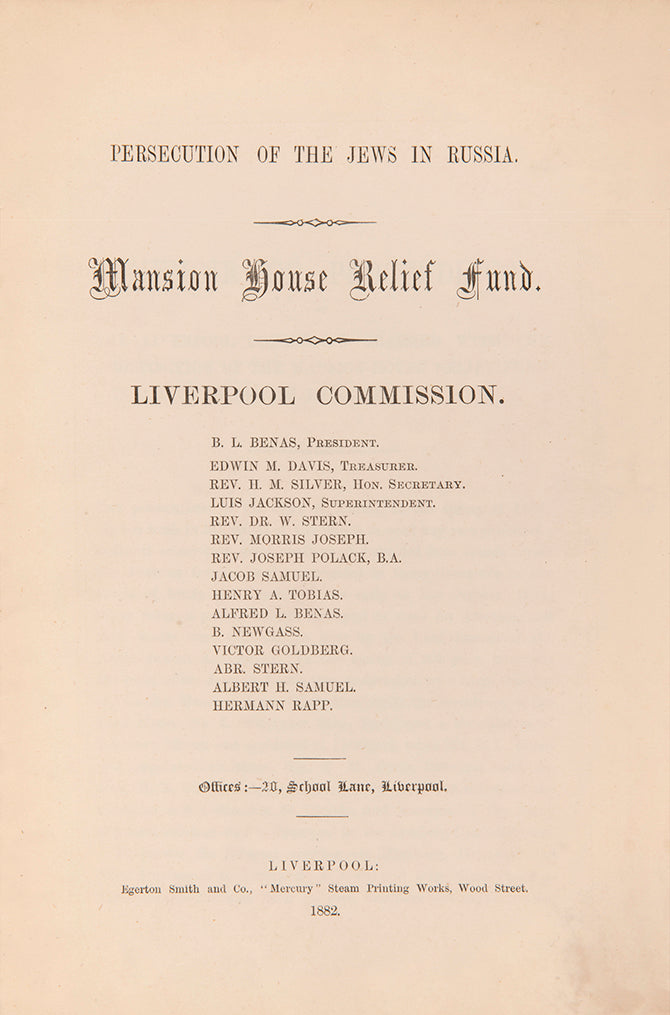 PERSECUTION OF THE JEWS IN RUSSIA.
Mansion House Relief Fund.
LIVERPOOL COMMISSION.
B. L. BENAS, PRESIDENT.
EDWIN M. DAVIS, TREASURER.
REV. H. M. SILVER, HON. SECRETARY.
LUIS JACKSON, SUPERINTENDENT.
REV. DR. W. STERN.
REV. MORRIS JOSEPH.
REV. JOSEPH POLACK, B.A.
JACOB SAMUEL.
HENRY A. TOBIAS.
ALFRED L. BENAS.
B. NEWGASS.
VICTOR GOLDBERG.
ABR. STERN.
ALBERT H. SAMUEL.
HERMANN RAPP.
Offices:—20, School Lane, Liverpool.
LIVERPOOL:
Egerton Smith and Co., "Mercury" Steam Printing Works, Wood Street.
1882.